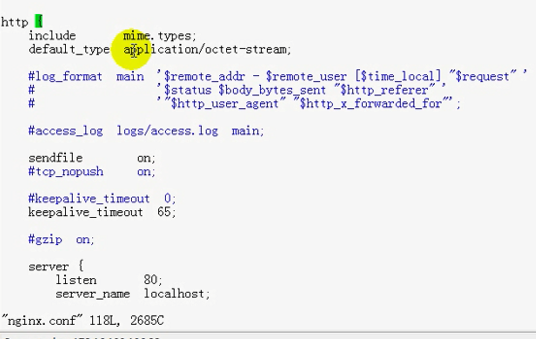 http {
    include       mime.types;
    default_type  application/octet-stream;
    #log_format  main  '$remote_addr - $remote_user [$time_local] "$request" '
    #                  '$status $body_bytes_sent "$http_referer" '
    #                  '"$http_user_agent" "$http_x_forwarded_for"';
    #access_log  logs/access.log  main;
    sendfile        on;
    #tcp_nopush     on;
    #keepalive_timeout  0;
    keepalive_timeout  65;
    #gzip  on;
    server {
        listen       80;
        server_name  localhost;
"nginx.conf" 118L, 2685C